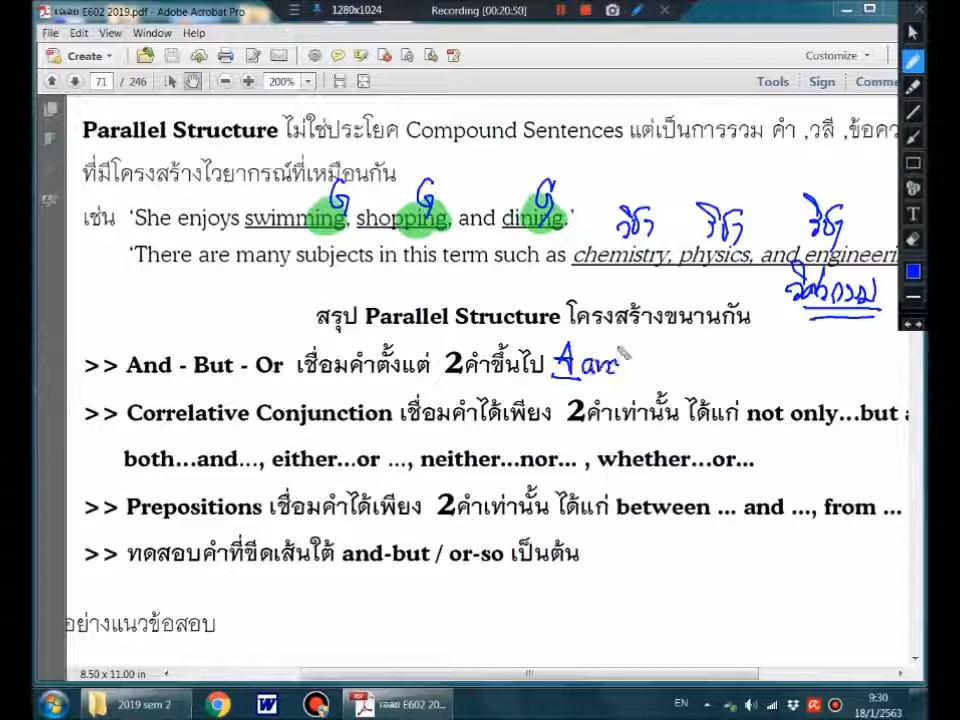 เฉลย E602 2019.pdf - Adobe Acrobat Pro
1280x1024
Recording [00:20:50]
File Edit View Window Help
Create
Customize
71 / 246
200%
Tools Sign Comme
Parallel Structure ไม่ใช่ประโยค Compound Sentences แต่เป็นการรวม คำ ,วลี ,ข้อคว
ที่มีโครงสร้างไวยากรณ์ที่เหมือนกัน
G G G
เช่น 'She enjoys swimming, shopping, and dining.'
วิชา วิชา วิชา
'There are many subjects in this term such as chemistry, physics, and engineeri
วิศวกรรม
สรุป Parallel Structure โครงสร้างขนานกัน
>> And - But - Or เชื่อมคำตั้งแต่ 2คำขึ้นไป A an
>> Correlative Conjunction เชื่อมคำได้เพียง 2คำเท่านั้น ได้แก่ not only...but a
both...and..., either...or ..., neither...nor... , whether...or...
>> Prepositions เชื่อมคำได้เพียง 2คำเท่านั้น ได้แก่ between ... and ..., from ...
>> ทดสอบคำที่ขีดเส้นใต้ and-but / or-so เป็นต้น
อย่างแนวข้อสอบ
8.50 x 11.00 in
2019 sem 2
เฉลย E602 20...
EN
9:30
18/1/2563